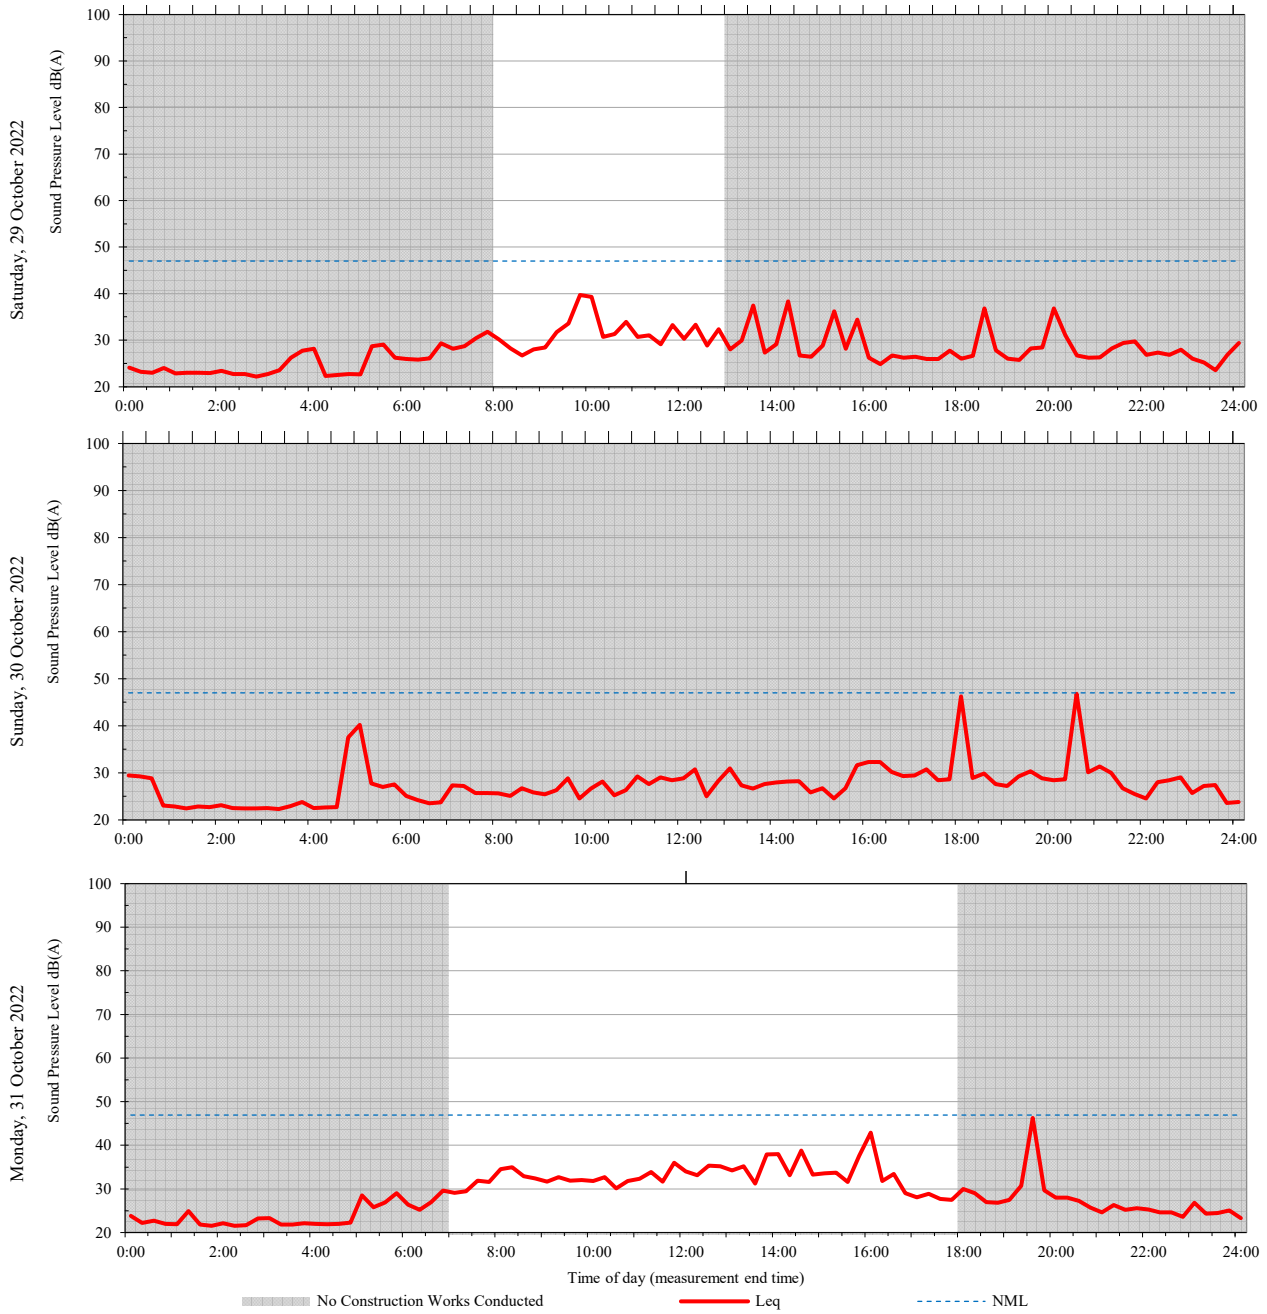 Saturday, 29 October 2022
Sound Pressure Level dB(A)
100
90
80
70
60
50
40
30
20
0:00 2:00 4:00 6:00 8:00 10:00 12:00 14:00 16:00 18:00 20:00 22:00 24:00
Sunday, 30 October 2022
Sound Pressure Level dB(A)
100
90
80
70
60
50
40
30
20
0:00 2:00 4:00 6:00 8:00 10:00 12:00 14:00 16:00 18:00 20:00 22:00 24:00
Monday, 31 October 2022
Sound Pressure Level dB(A)
100
90
80
70
60
50
40
30
20
0:00 2:00 4:00 6:00 8:00 10:00 12:00 14:00 16:00 18:00 20:00 22:00 24:00
Time of day (measurement end time)
No Construction Works Conducted Leq NML